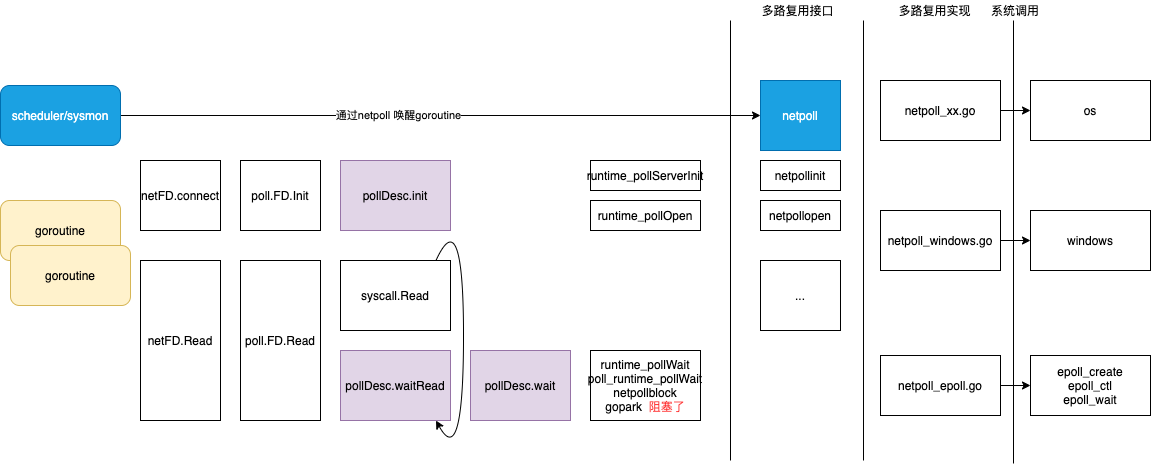 多路复用接口
多路复用实现
系统调用
scheduler/sysmon
通过netpoll 唤醒goroutine
netpoll
netpoll_xx.go
os
netFD.connect
poll.FD.Init
pollDesc.init
runtime_pollServerInit
netpollinit
runtime_pollOpen
netpollopen
goroutine
goroutine
netpoll_windows.go
windows
netFD.Read
poll.FD.Read
syscall.Read
...
pollDesc.waitRead
pollDesc.wait
runtime_pollWait
poll_runtime_pollWait
netpollblock
gopark 阻塞了
netpoll_epoll.go
epoll_create
epoll_ctl
epoll_wait